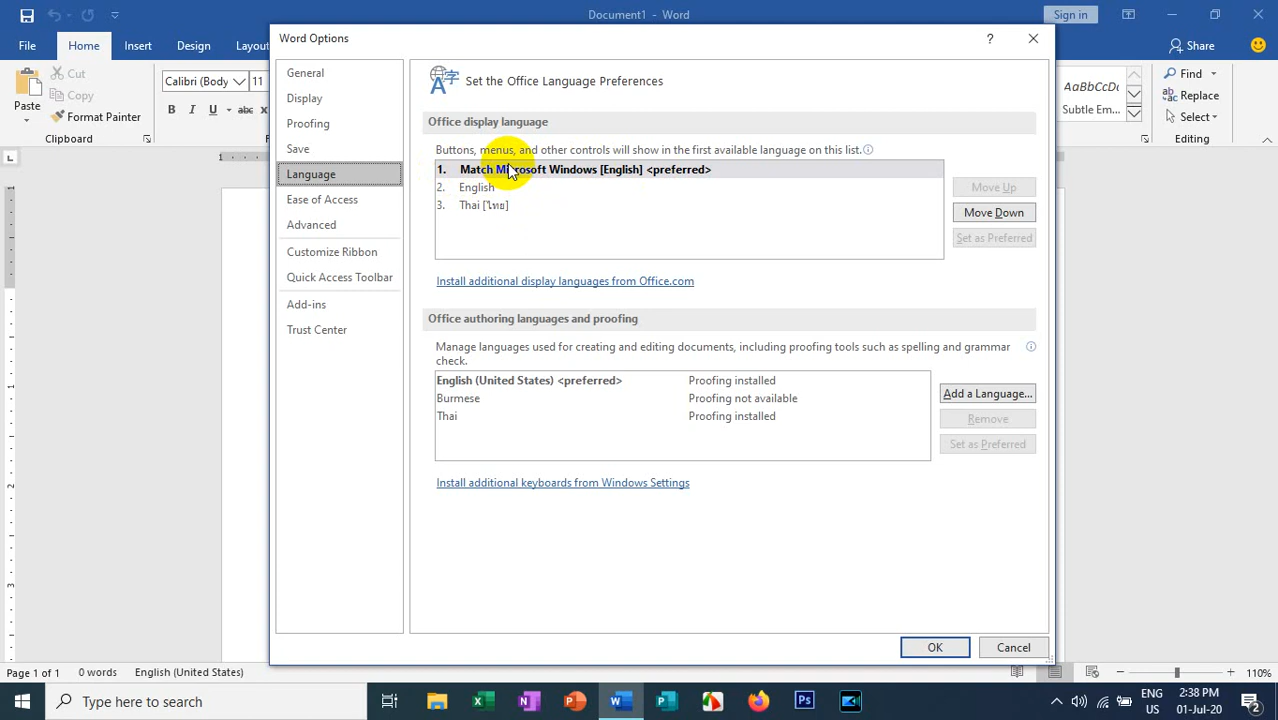 Document1 - Word
Sign in
File
Home
Insert
Design
Layou
Share
Paste
Cut
Copy
Format Painter
Clipboard
Calibri (Body
11
B I U abc
Subtle Em...
Find
Replace
Select
Editing
Word Options
?
General
Display
Proofing
Save
Language
Ease of Access
Advanced
Customize Ribbon
Quick Access Toolbar
Add-ins
Trust Center
Set the Office Language Preferences
Office display language
Buttons, menus, and other controls will show in the first available language on this list.
1. Match Microsoft Windows [English] <preferred>
2. English
3. Thai [ไทย]
Move Up
Move Down
Set as Preferred
Install additional display languages from Office.com
Office authoring languages and proofing
Manage languages used for creating and editing documents, including proofing tools such as spelling and grammar
check.
English (United States) <preferred> Proofing installed
Burmese Proofing not available
Thai Proofing installed
Add a Language...
Remove
Set as Preferred
Install additional keyboards from Windows Settings
OK
Cancel
Page 1 of 1 0 words English (United States)
110%
Type here to search
ENG
US
2:38 PM
01-Jul-20
2